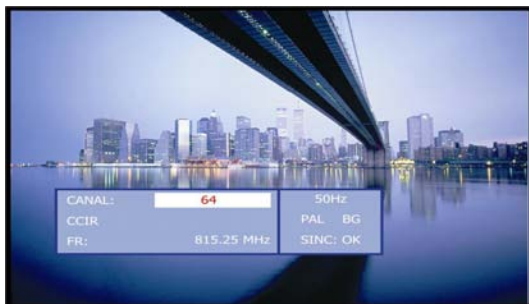 CANAL: 64
CCIR
FR: 815.25 MHz
50Hz
PAL BG
SINC: OK